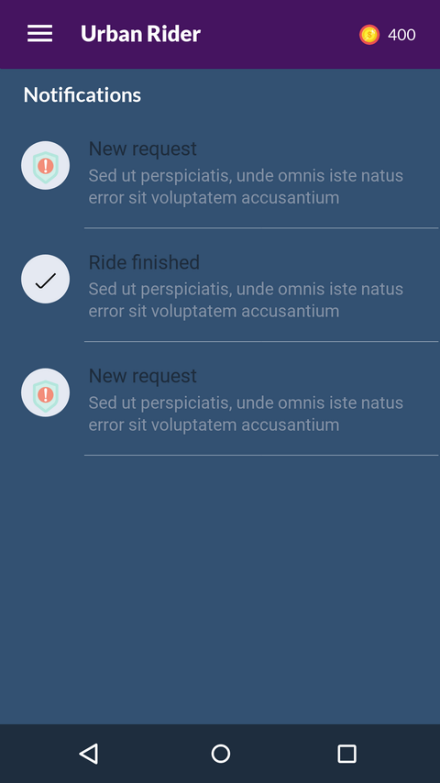 Urban Rider
400
Notifications
New request
Sed ut perspiciatis, unde omnis iste natus
error sit voluptatem accusantium
Ride finished
Sed ut perspiciatis, unde omnis iste natus
error sit voluptatem accusantium
New request
Sed ut perspiciatis, unde omnis iste natus
error sit voluptatem accusantium